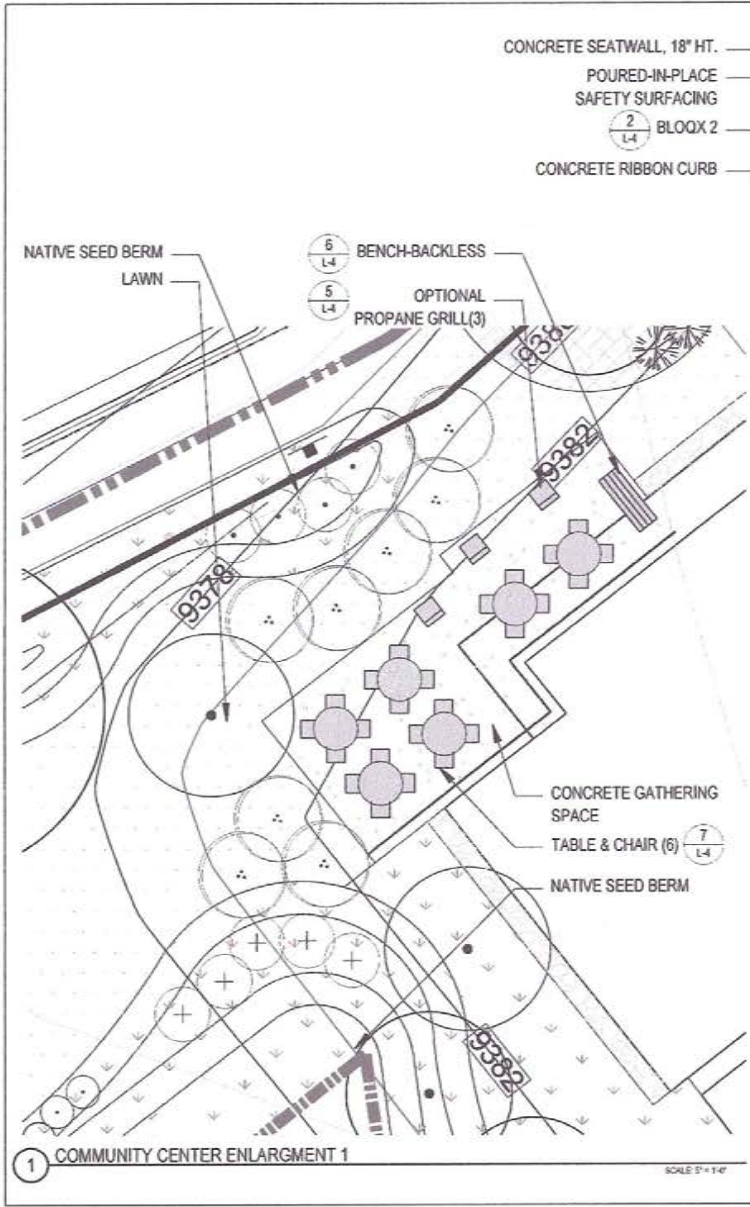 CONCRETE SEATWALL, 18" HT.
POURED-IN-PLACE
SAFETY SURFACING
2
L-4
BLOQX 2
CONCRETE RIBBON CURB
NATIVE SEED BERM
LAWN
6
L-4
BENCH-BACKLESS
5
L-4
OPTIONAL
PROPANE GRILL(3)
9382
9378
CONCRETE GATHERING
SPACE
TABLE & CHAIR (6)
7
L-4
NATIVE SEED BERM
9382
1
COMMUNITY CENTER ENLARGMENT 1